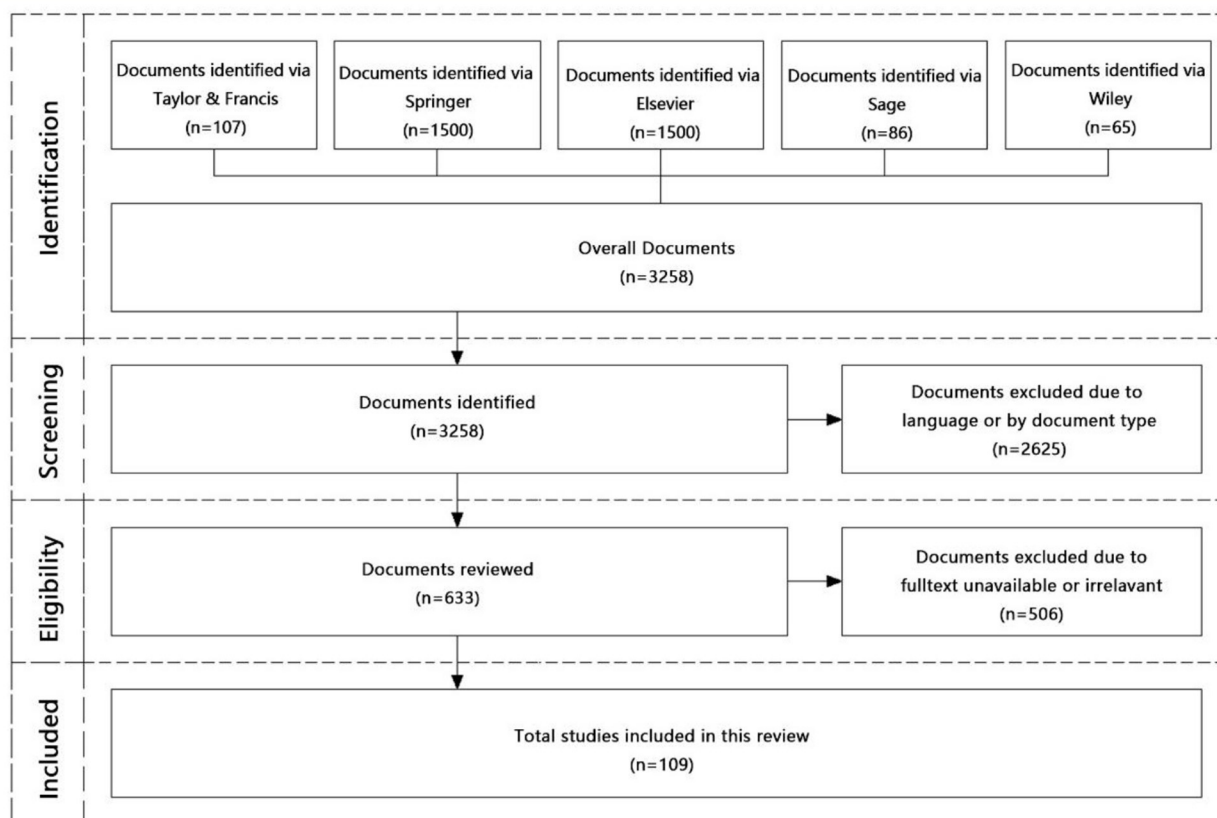 Identification
Documents identified via
Taylor & Francis
(n=107)
Documents identified via
Springer
(n=1500)
Documents identified via
Elsevier
(n=1500)
Documents identified via
Sage
(n=86)
Documents identified via
Wiley
(n=65)
Overall Documents
(n=3258)
Screening
Documents identified
(n=3258)
Documents excluded due to
language or by document type
(n=2625)
Eligibility
Documents reviewed
(n=633)
Documents excluded due to
fulltext unavailable or irrelavant
(n=506)
Included
Total studies included in this review
(n=109)